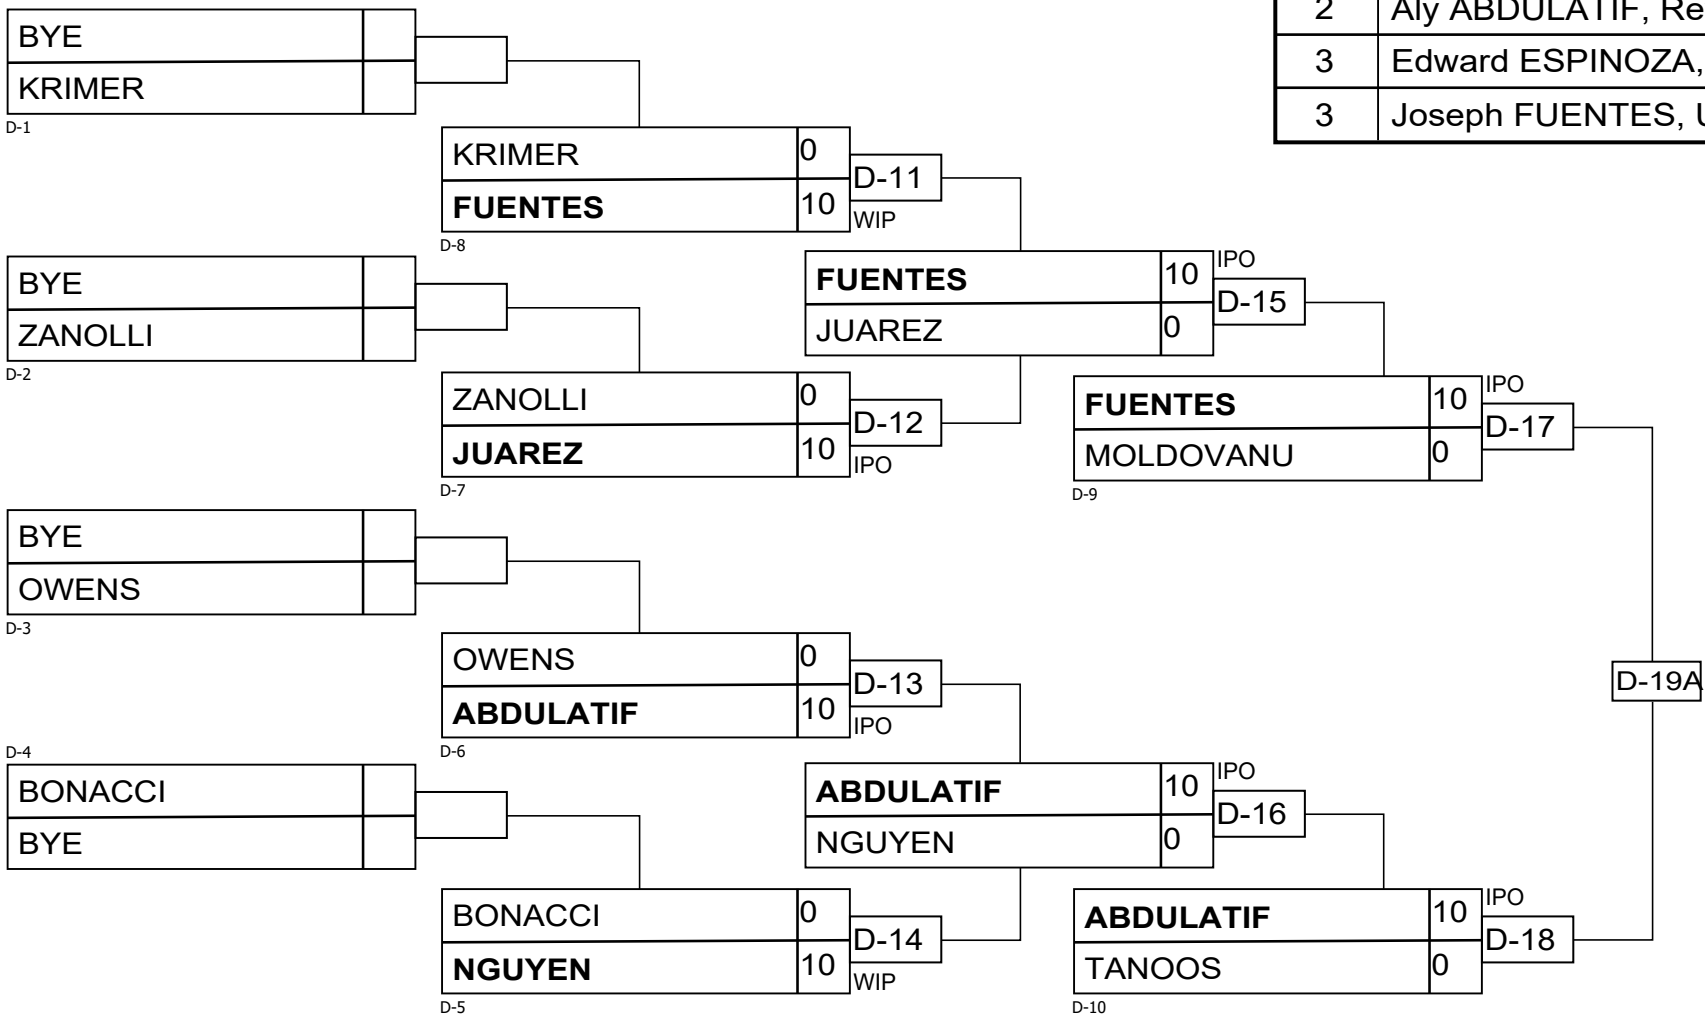 2 Aly ABDULATIF, Re
3 Edward ESPINOZA,
3 Joseph FUENTES, U
BYE
KRIMER
D-1
KRIMER 0
D-11
FUENTES 10
WIP
D-8
BYE
ZANOLLI
D-2
FUENTES 10
IPO
D-15
JUAREZ 0
ZANOLLI 0
D-12
JUAREZ 10
IPO
D-7
FUENTES 10
IPO
D-17
MOLDOVANU 0
D-9
BYE
OWENS
D-3
OWENS 0
D-13
ABDULATIF 10
IPO
D-6
D-19A
D-4
BONACCI
BYE
ABDULATIF 10
IPO
D-16
NGUYEN 0
BONACCI 0
D-14
NGUYEN 10
WIP
D-5
ABDULATIF 10
IPO
D-18
TANOOS 0
D-10